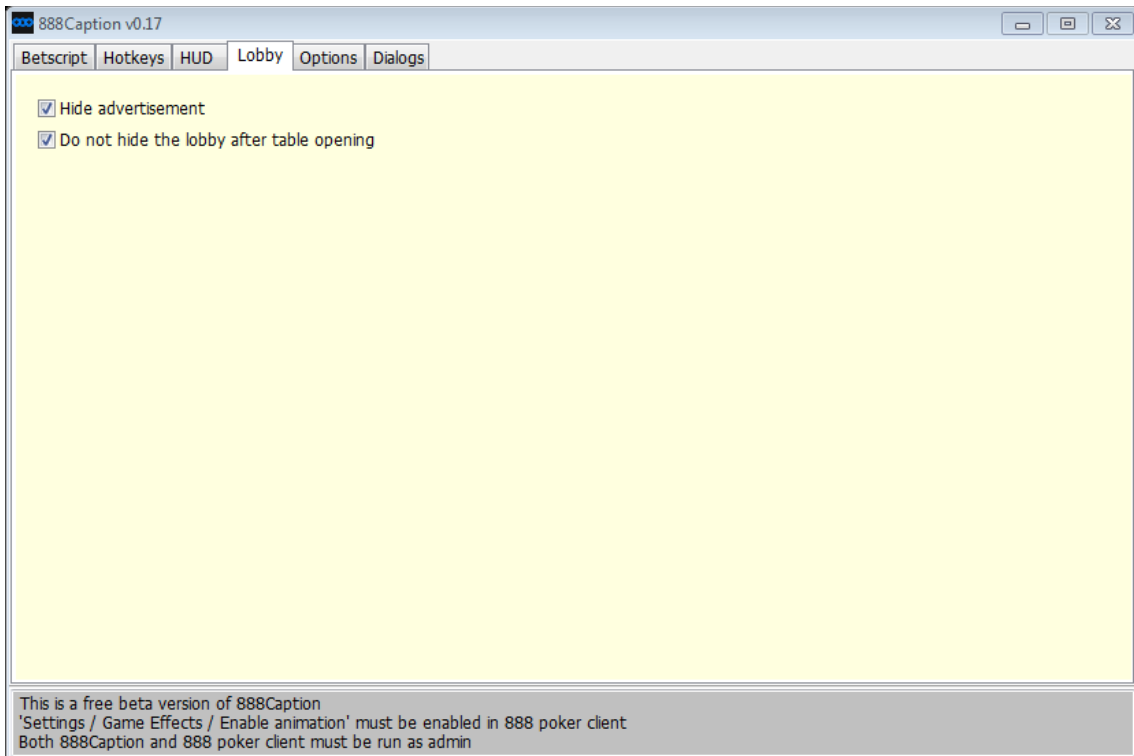 888Caption v0.17
Betscript Hotkeys HUD Lobby Options Dialogs
Hide advertisement
Do not hide the lobby after table opening
This is a free beta version of 888Caption
'Settings / Game Effects / Enable animation' must be enabled in 888 poker client
Both 888Caption and 888 poker client must be run as admin